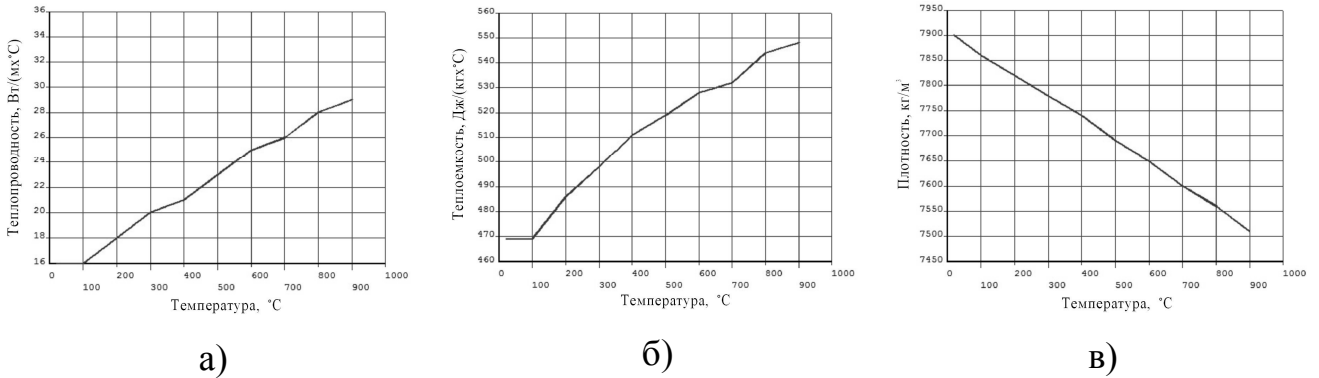 Теплопроводность, Вт/(мх°С)
36
34
32
30
28
26
24
22
20
18
16
0 200 400 600 800 1000
100 300 500 700 900
Температура, °С
а)
Теплоемкость, Дж/(кгх°С)
560
550
540
530
520
510
500
490
480
470
460
0 200 400 600 800 1000
100 300 500 700 900
Температура, °С
б)
Плотность, кг/м³
7950
7900
7850
7800
7750
7700
7650
7600
7550
7500
7450
0 200 400 600 800 1000
100 300 500 700 900
Температура, °С
в)